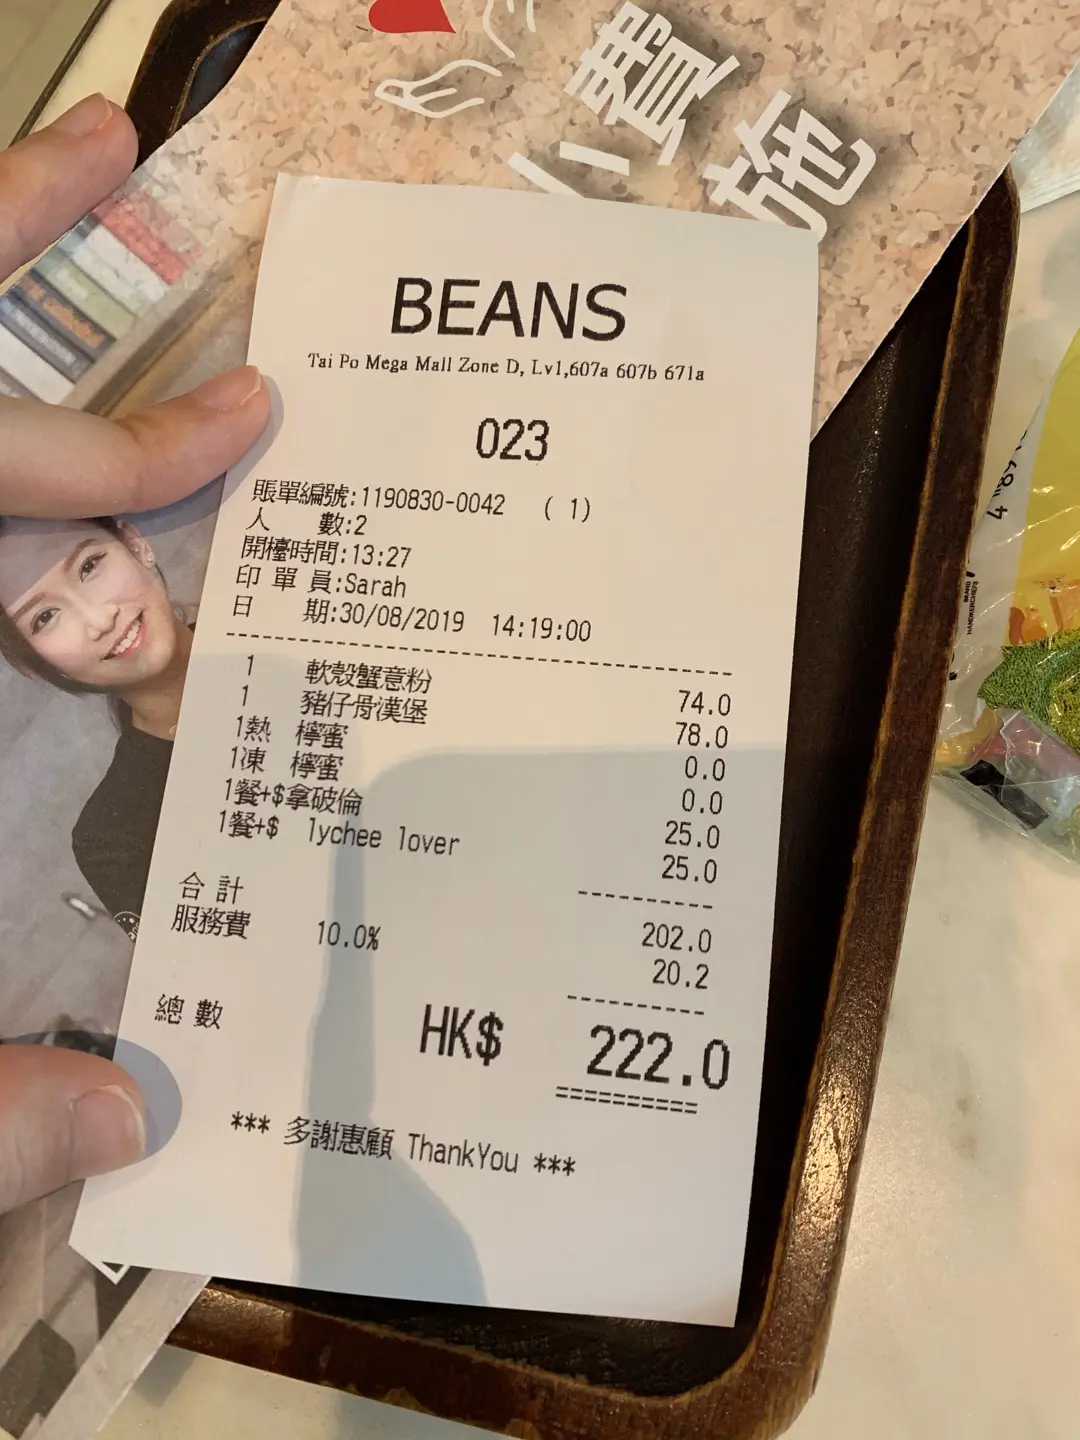 小費
施
BEANS
Tai Po Mega Mall Zone D, Lv1,607a 607b 671a
023
賬單編號:1190830-0042 ( 1)
人 數:2
開檯時間:13:27
印 單 員:Sarah
日 期:30/08/2019 14:19:00
1 軟殼蟹意粉 74.0
1 豬仔骨漢堡 78.0
1熱 檸蜜 0.0
1凍 檸蜜 0.0
1餐+$拿破倫 25.0
1餐+$ lychee lover 25.0
合 計 202.0
服務費 10.0% 20.2
總 數 HK$ 222.0
*** 多謝惠顧 ThankYou ***